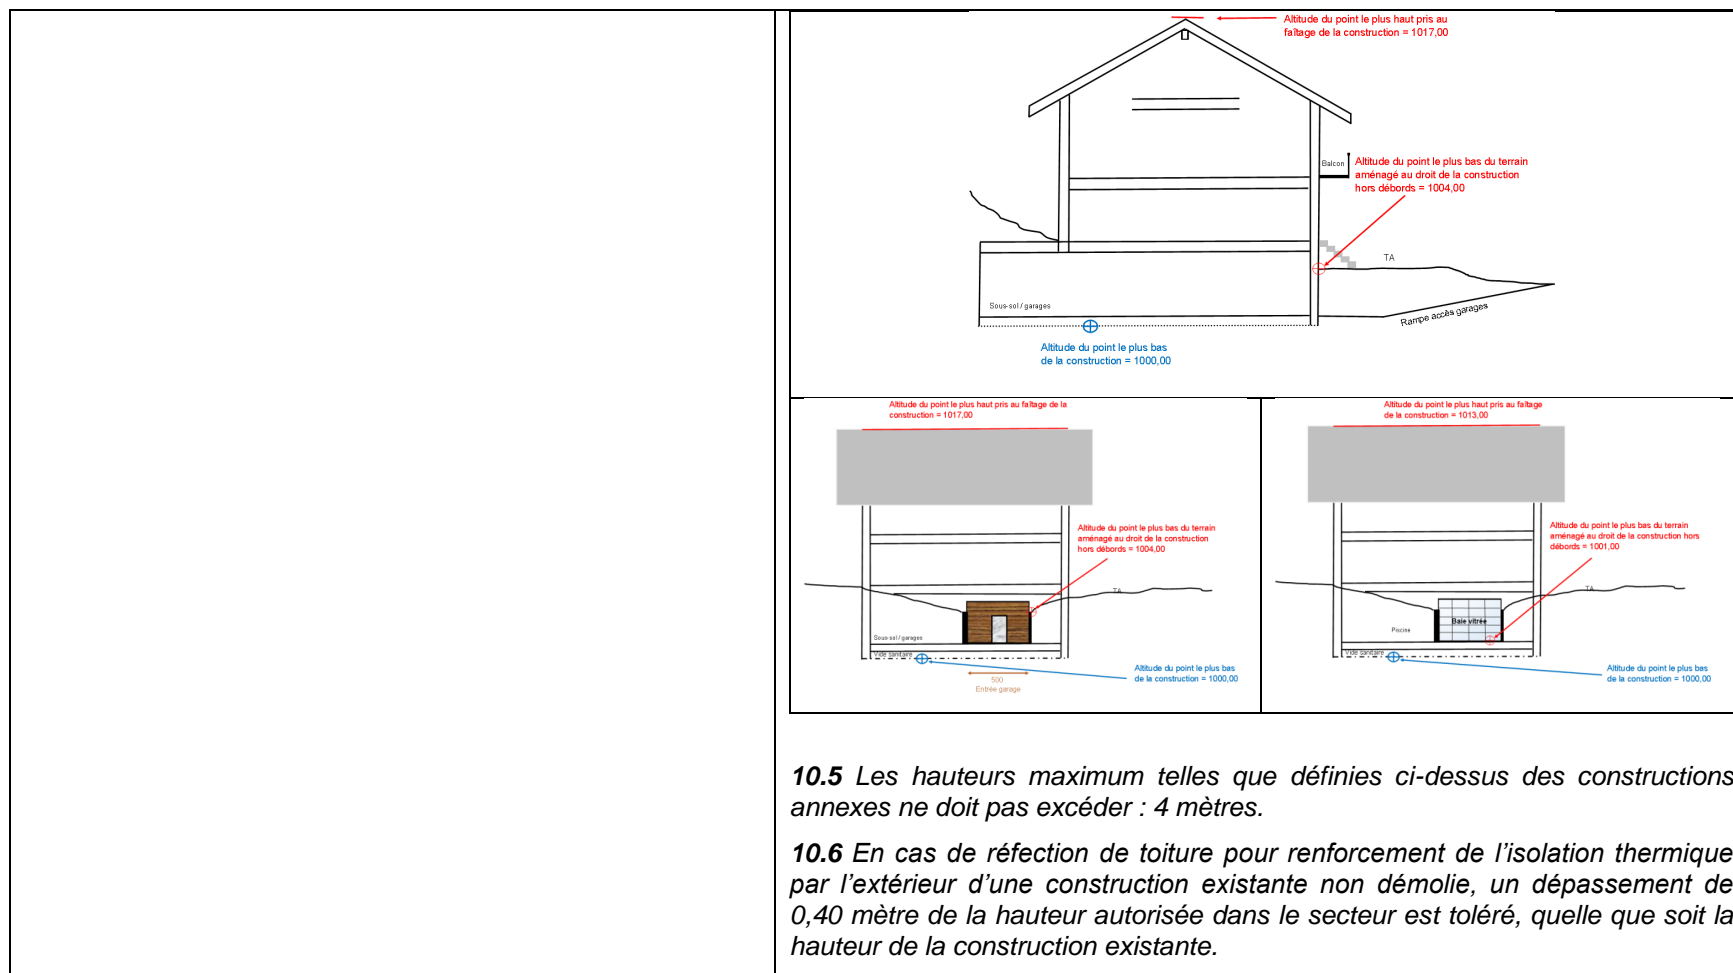 Altitude du point le plus haut pris au
faîtage de la construction = 1017,00
Balcon
Altitude du point le plus bas du terrain
aménagé au droit de la construction
hors débords = 1004,00
TA
Sous-sol / garages
Rampe accès garages
Altitude du point le plus bas
de la construction = 1000,00
Altitude du point le plus haut pris au faîtage de la
construction = 1017,00
Altitude du point le plus bas du terrain
aménagé au droit de la construction
hors débords = 1004,00
TA
Sous-sol / garages
Vide sanitaire
Altitude du point le plus bas
de la construction = 1000,00
500
Entrée garage
Altitude du point le plus haut pris au faîtage
de la construction = 1013,00
Altitude du point le plus bas du terrain
aménagé au droit de la construction hors
débords = 1001,00
TA
Baie vitrée
Piscine
Vide sanitaire
Altitude du point le plus bas
de la construction = 1000,00
10.5 Les hauteurs maximum telles que définies ci-dessus des constructions
annexes ne doit pas excéder : 4 mètres.
10.6 En cas de réfection de toiture pour renforcement de l’isolation thermique
par l’extérieur d’une construction existante non démolie, un dépassement de
0,40 mètre de la hauteur autorisée dans le secteur est toléré, quelle que soit la
hauteur de la construction existante.